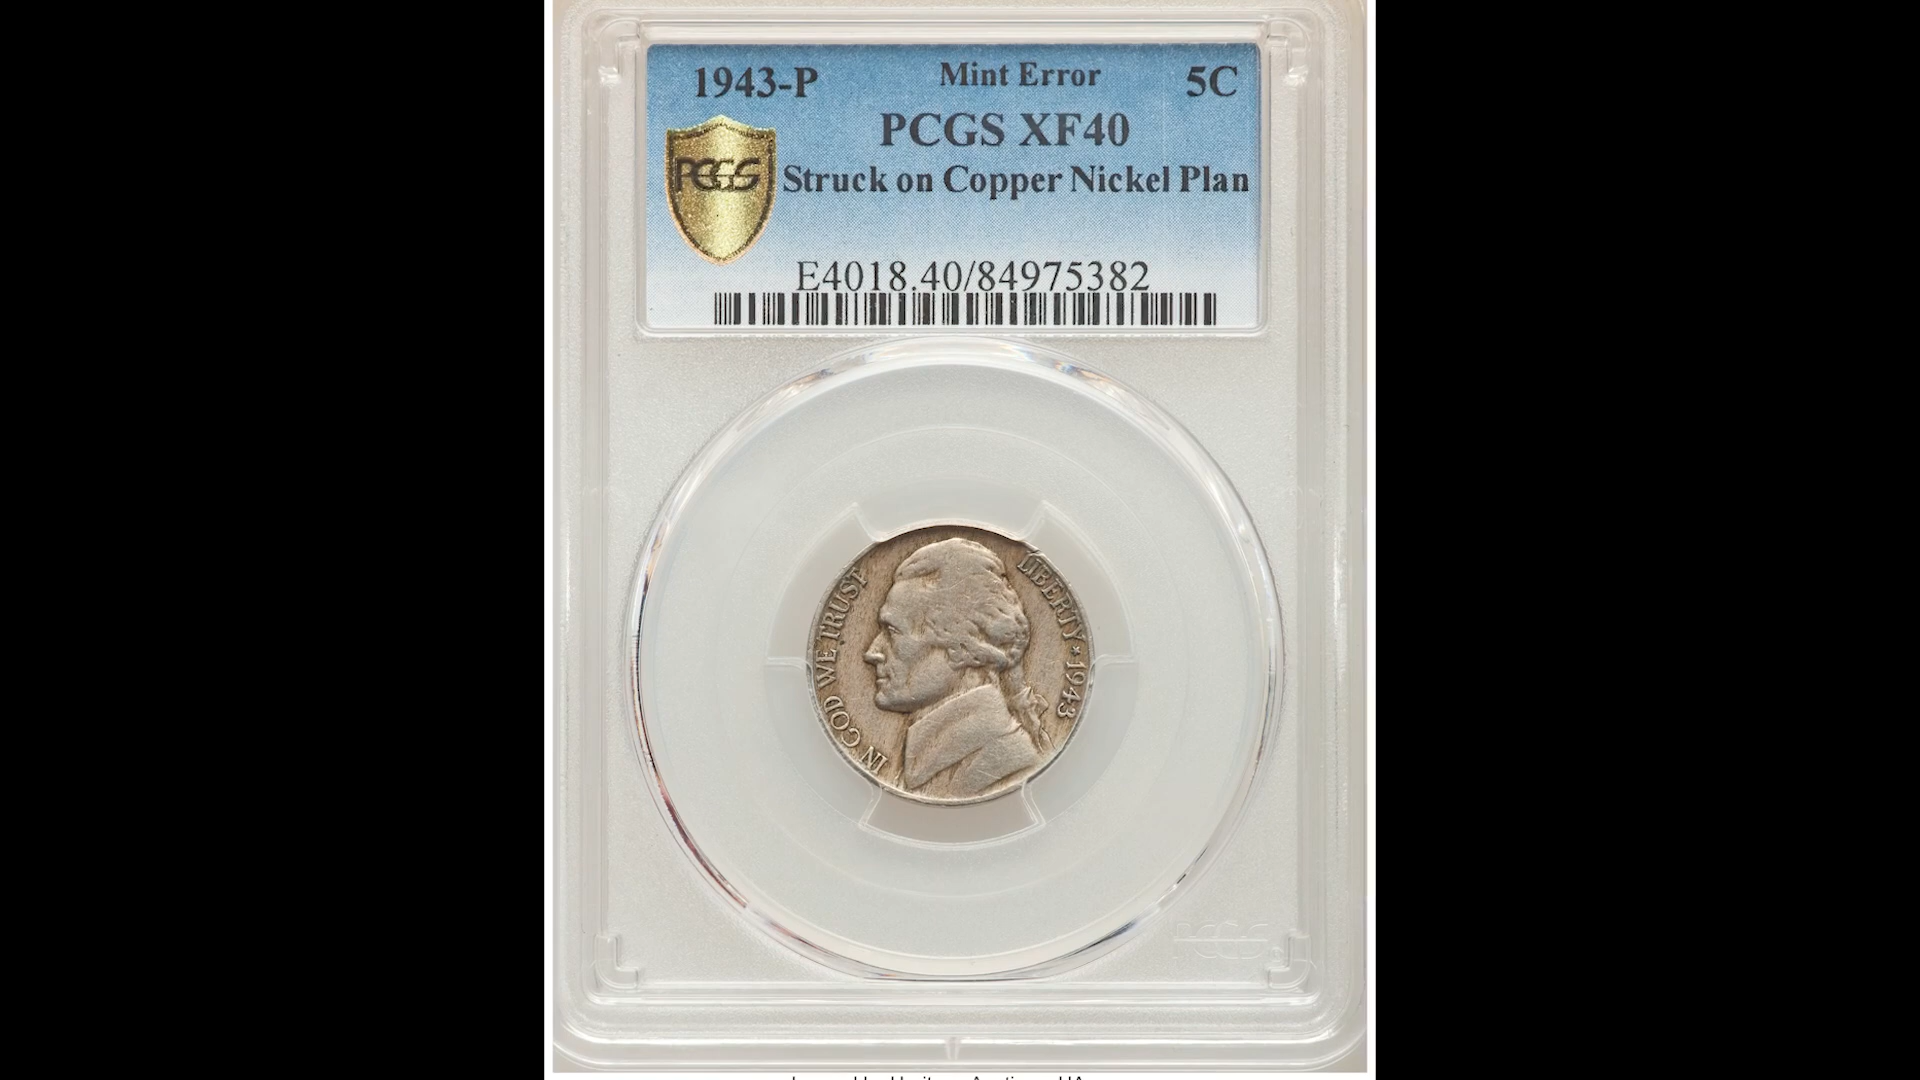 1943-P Mint Error 5C
PCGS XF40
PCGS
Struck on Copper Nickel Plan
E4018.40/84975382
IN GOD WE TRUST
LIBERTY * 1943
PCGS